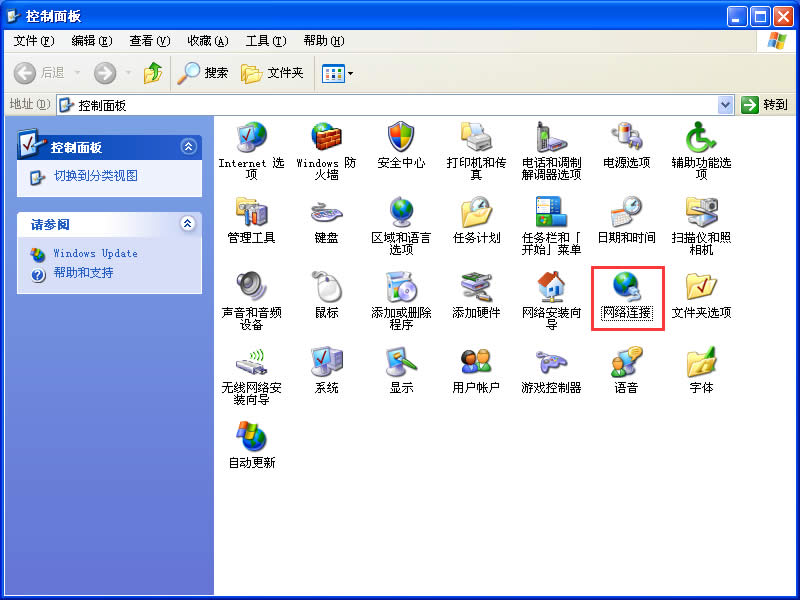 控制面板
文件(F) 编辑(E) 查看(V) 收藏(A) 工具(T) 帮助(H)
后退 搜索 文件夹
地址(D) 控制面板 转到
控制面板
切换到分类视图
请参阅
Windows Update
帮助和支持
Internet 选
项
Windows 防
火墙
安全中心
打印机和传
真
电话和调制
解调器选项
电源选项
辅助功能选
项
管理工具
键盘
区域和语言
选项
任务计划
任务栏和「
开始」菜单
日期和时间
扫描仪和照
相机
声音和音频
设备
鼠标
添加或删除
程序
添加硬件
网络安装向
导
网络连接
文件夹选项
无线网络安
装向导
系统
显示
用户帐户
游戏控制器
语音
字体
自动更新